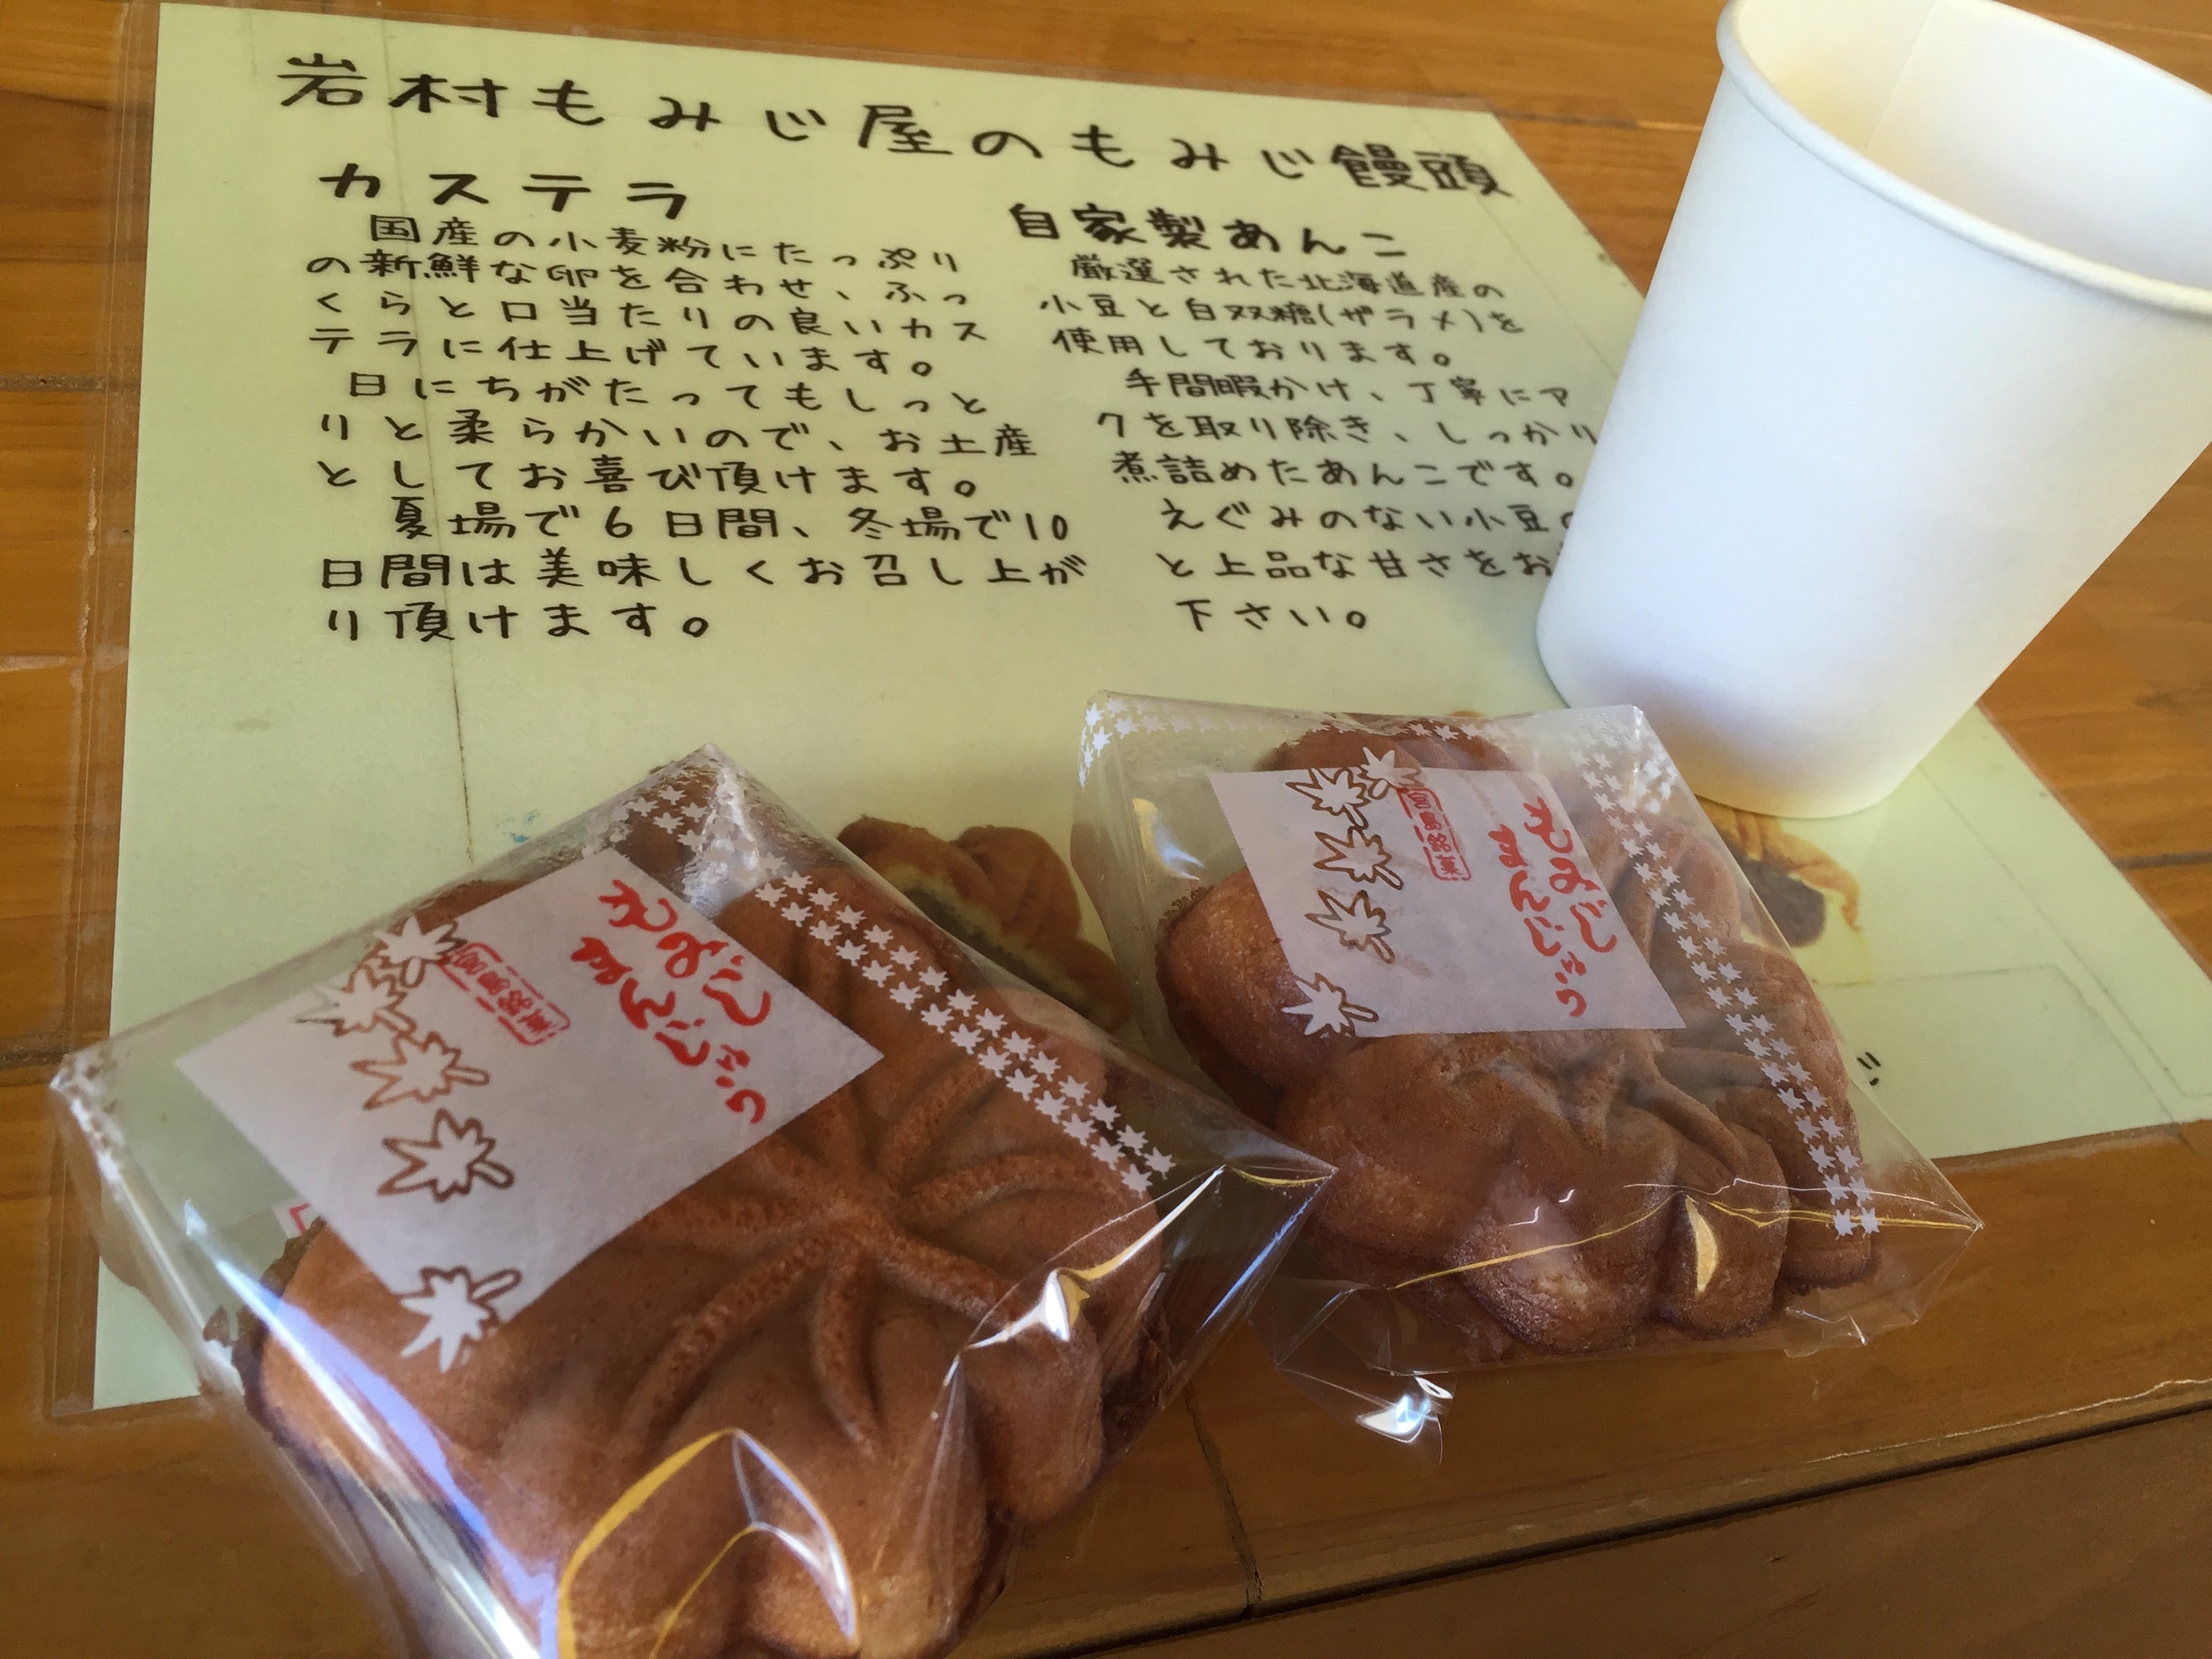 岩村もみじ屋のもみじ饅頭
カステラ
国産の小麦粉にたっぷり
の新鮮な卵を合わせ、ふっ
くらと口当たりの良いカス
テラに仕上げています。
日にちがたってもしっと
りと柔らかいので、お土産
としてお喜び頂けます。
夏場で6日間、冬場で10
日間は美味しくお召し上が
り頂けます。
自家製あんこ
厳選された北海道産の
小豆と白双糖(ザラメ)を
使用しております。
手間暇かけ、丁寧にア
クを取り除き、しっかり
煮詰めたあんこです。
えぐみのない小豆
と上品な甘さをお
下さい。
もみじ
まんじゅう
宮島銘菓
もみじ
まんじゅう
宮島銘菓